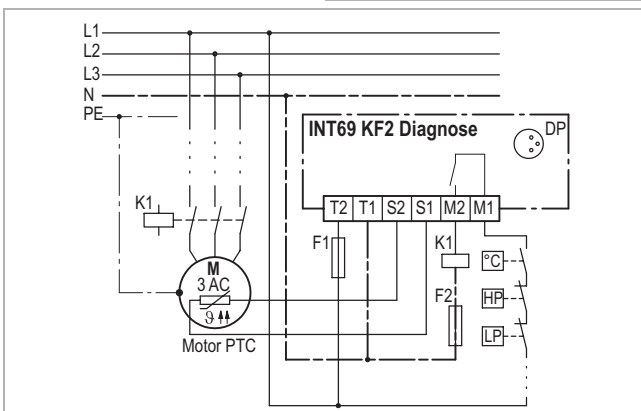 L1
L2
L3
N
PE
INT69 KF2 Diagnose
DP
T2 T1 S2 S1 M2 M1
K1
F1
K1
°C
M
3 AC
F2
HP
ϑ
LP
Motor PTC